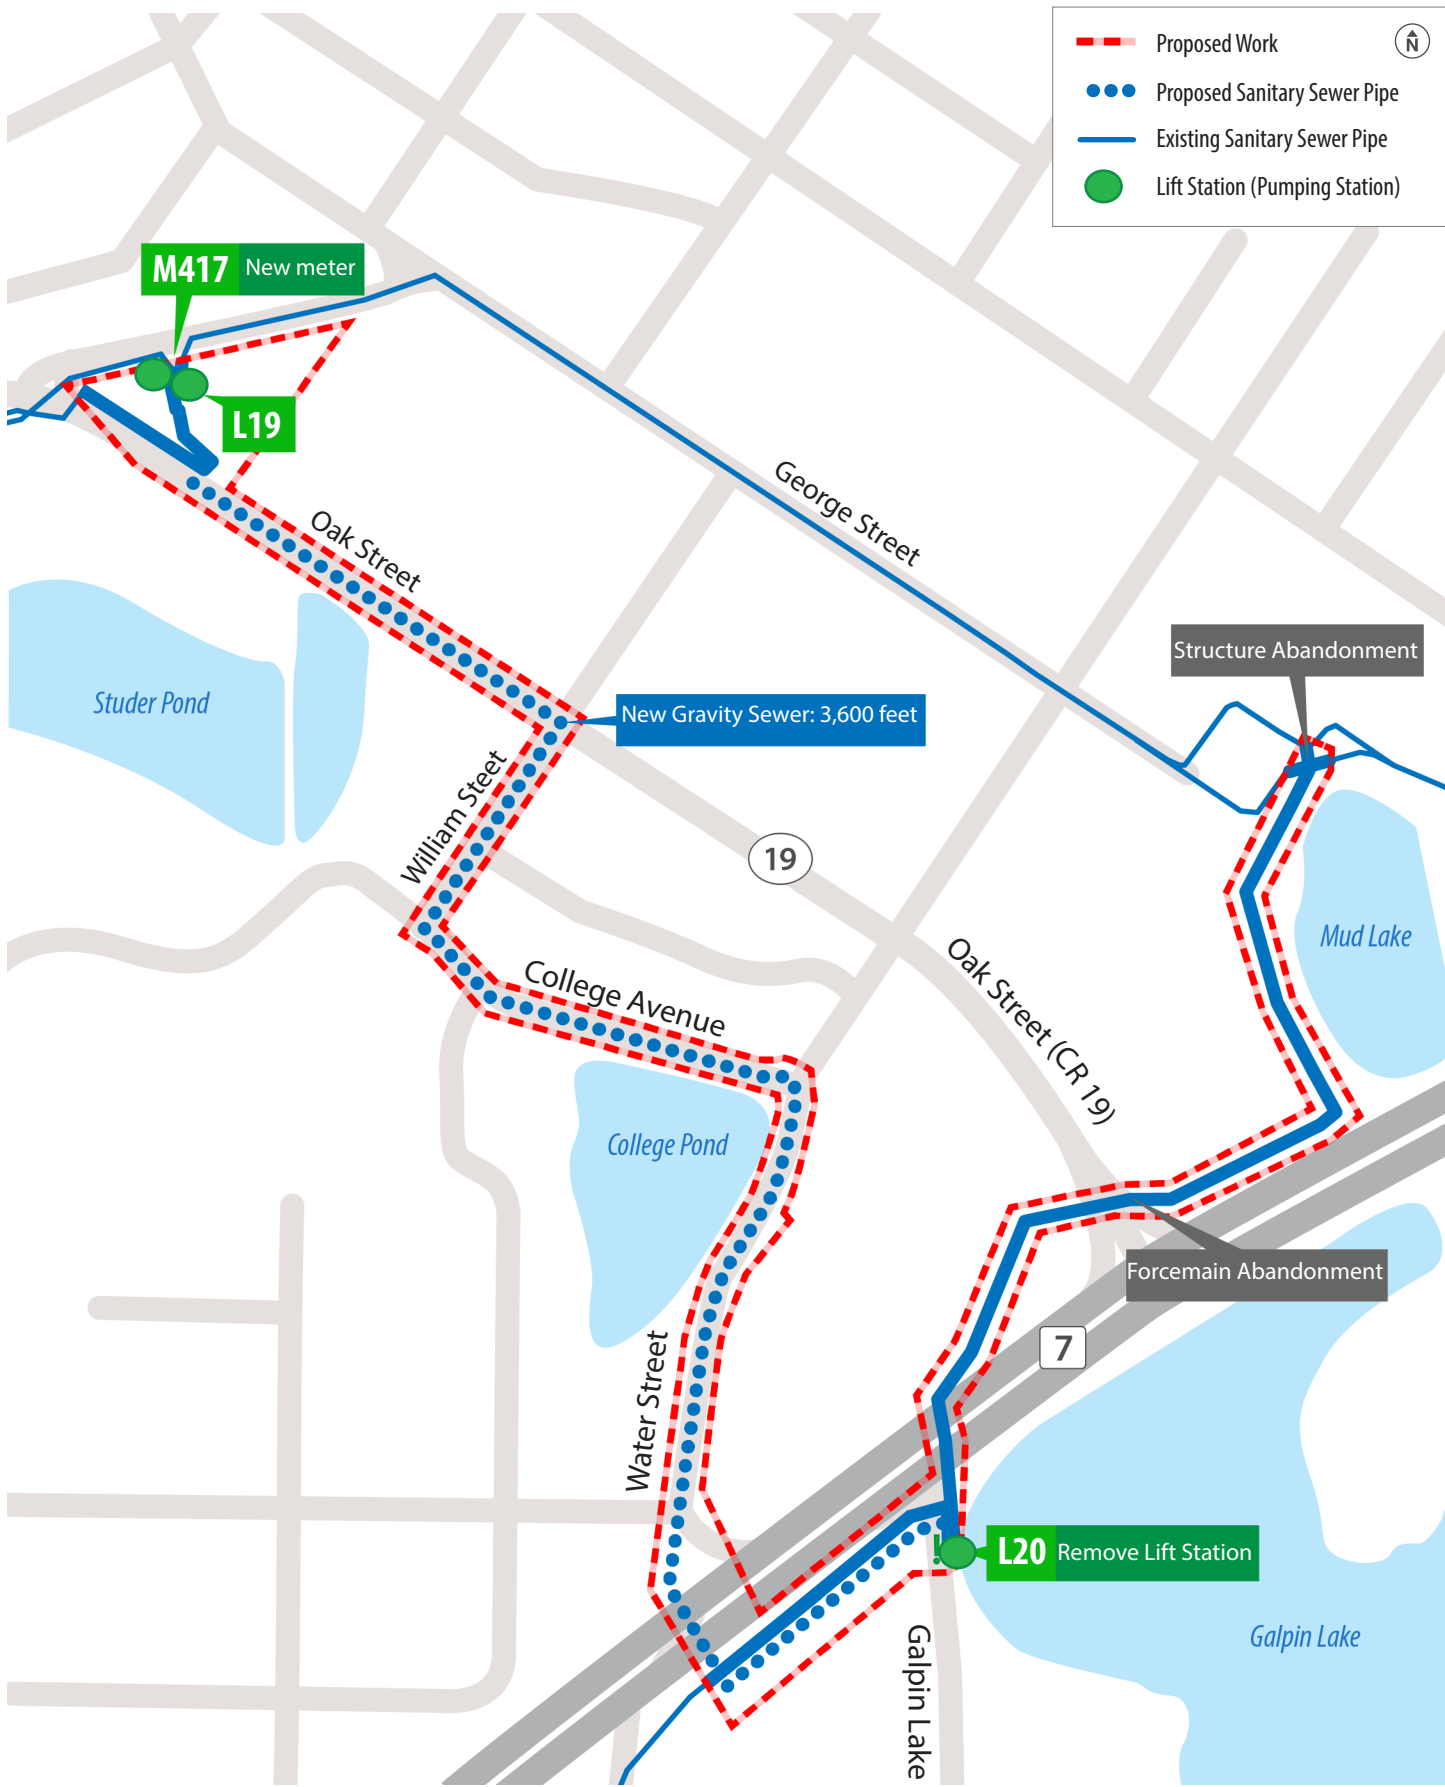 Proposed Work
N
Proposed Sanitary Sewer Pipe
Existing Sanitary Sewer Pipe
Lift Station (Pumping Station)
M417 New meter
L19
George Street
Oak Street
Structure Abandonment
Studer Pond
New Gravity Sewer: 3,600 feet
William Steet
19
Mud Lake
Oak Street (CR 19)
College Avenue
College Pond
Forcemain Abandonment
7
Water Street
! L20 Remove Lift Station
Galpin Lake
Galpin Lake